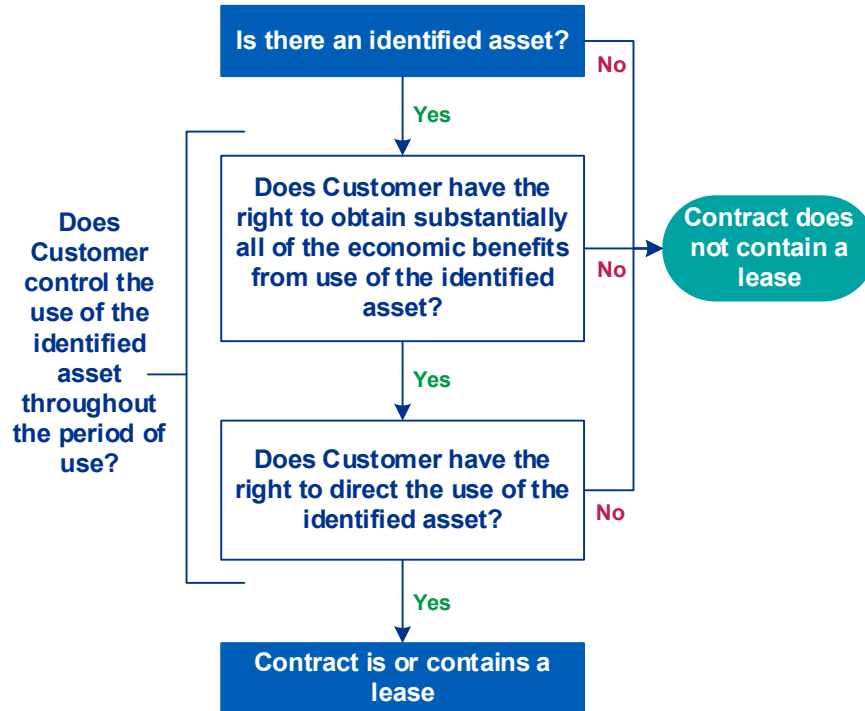 Is there an identified asset?
No
Yes
Does Customer have the
right to obtain substantially
all of the economic benefits
from use of the identified
asset?
No
Contract does
not contain a
lease
Does
Customer
control the
use of the
identified
asset
throughout
the period of
use?
Yes
Does Customer have the
right to direct the use of the
identified asset?
No
Yes
Contract is or contains a
lease